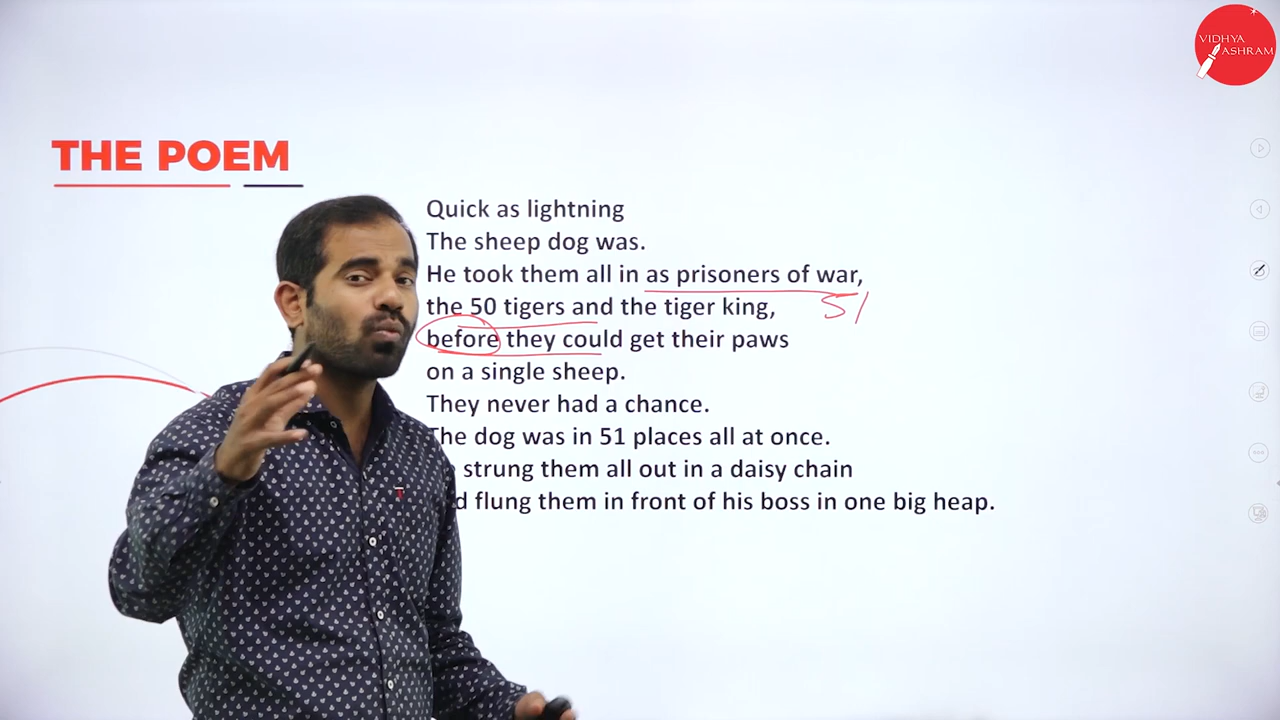 VIDHYA
ASHRAM
THE POEM
Quick as lightning
The sheep dog was.
He took them all in as prisoners of war,
the 50 tigers and the tiger king,
51
before they could get their paws
on a single sheep.
They never had a chance.
The dog was in 51 places all at once.
strung them all out in a daisy chain
flung them in front of his boss in one big heap.